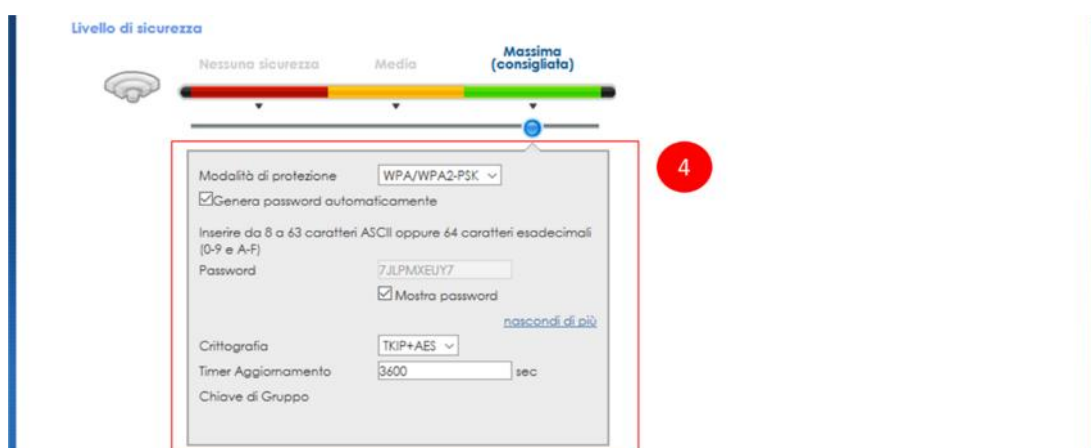 Livello di sicurezza
Nessuna sicurezza Media Massima
(consigliata)
4
Modalità di protezione WPA/WPA2-PSK
Genera password automaticamente
Inserire da 8 a 63 caratteri ASCII oppure 64 caratteri esadecimali
(0-9 e A-F)
Password 7JLPMXEUY7
Mostra password
nascondi di più
Crittografia TKIP+AES
Timer Aggiornamento 3600 sec
Chiave di Gruppo